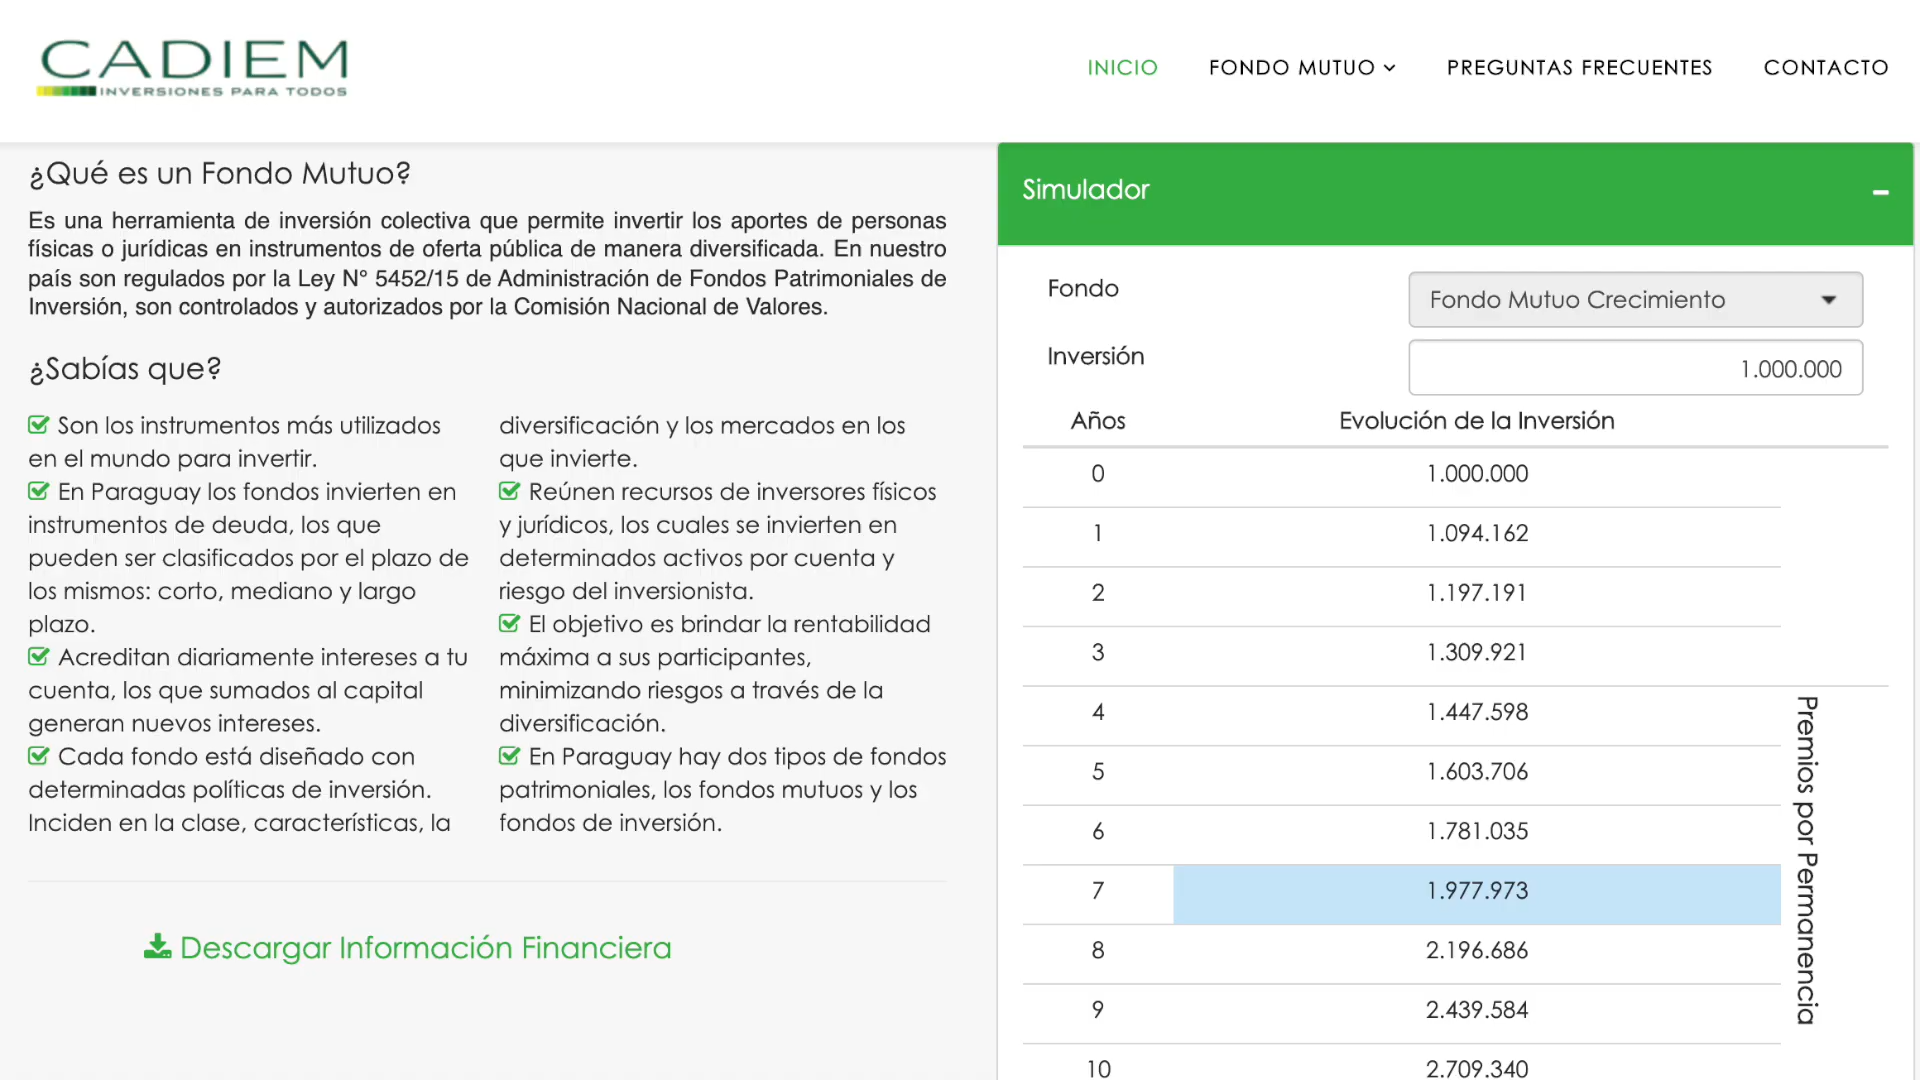 CADIEM
INVERSIONES PARA TODOS
INICIO
FONDO MUTUO
PREGUNTAS FRECUENTES
CONTACTO
¿Qué es un Fondo Mutuo?
Es una herramienta de inversión colectiva que permite invertir los aportes de personas
físicas o jurídicas en instrumentos de oferta pública de manera diversificada. En nuestro
país son regulados por la Ley N° 5452/15 de Administración de Fondos Patrimoniales de
Inversión, son controlados y autorizados por la Comisión Nacional de Valores.
¿Sabías que?
Son los instrumentos más utilizados
en el mundo para invertir.
En Paraguay los fondos invierten en
instrumentos de deuda, los que
pueden ser clasificados por el plazo de
los mismos: corto, mediano y largo
plazo.
Acreditan diariamente intereses a tu
cuenta, los que sumados al capital
generan nuevos intereses.
Cada fondo está diseñado con
determinadas políticas de inversión.
Inciden en la clase, características, la
diversificación y los mercados en los
que invierte.
Reúnen recursos de inversores físicos
y jurídicos, los cuales se invierten en
determinados activos por cuenta y
riesgo del inversionista.
El objetivo es brindar la rentabilidad
máxima a sus participantes,
minimizando riesgos a través de la
diversificación.
En Paraguay hay dos tipos de fondos
patrimoniales, los fondos mutuos y los
fondos de inversión.
Descargar Información Financiera
Simulador
Fondo
Fondo Mutuo Crecimiento
Inversión
1.000.000
Años Evolución de la Inversión
0 1.000.000
1 1.094.162
2 1.197.191
3 1.309.921
4 1.447.598
5 1.603.706
6 1.781.035
7 1.977.973
8 2.196.686
9 2.439.584
10 2.709.340
Premios por Permanencia